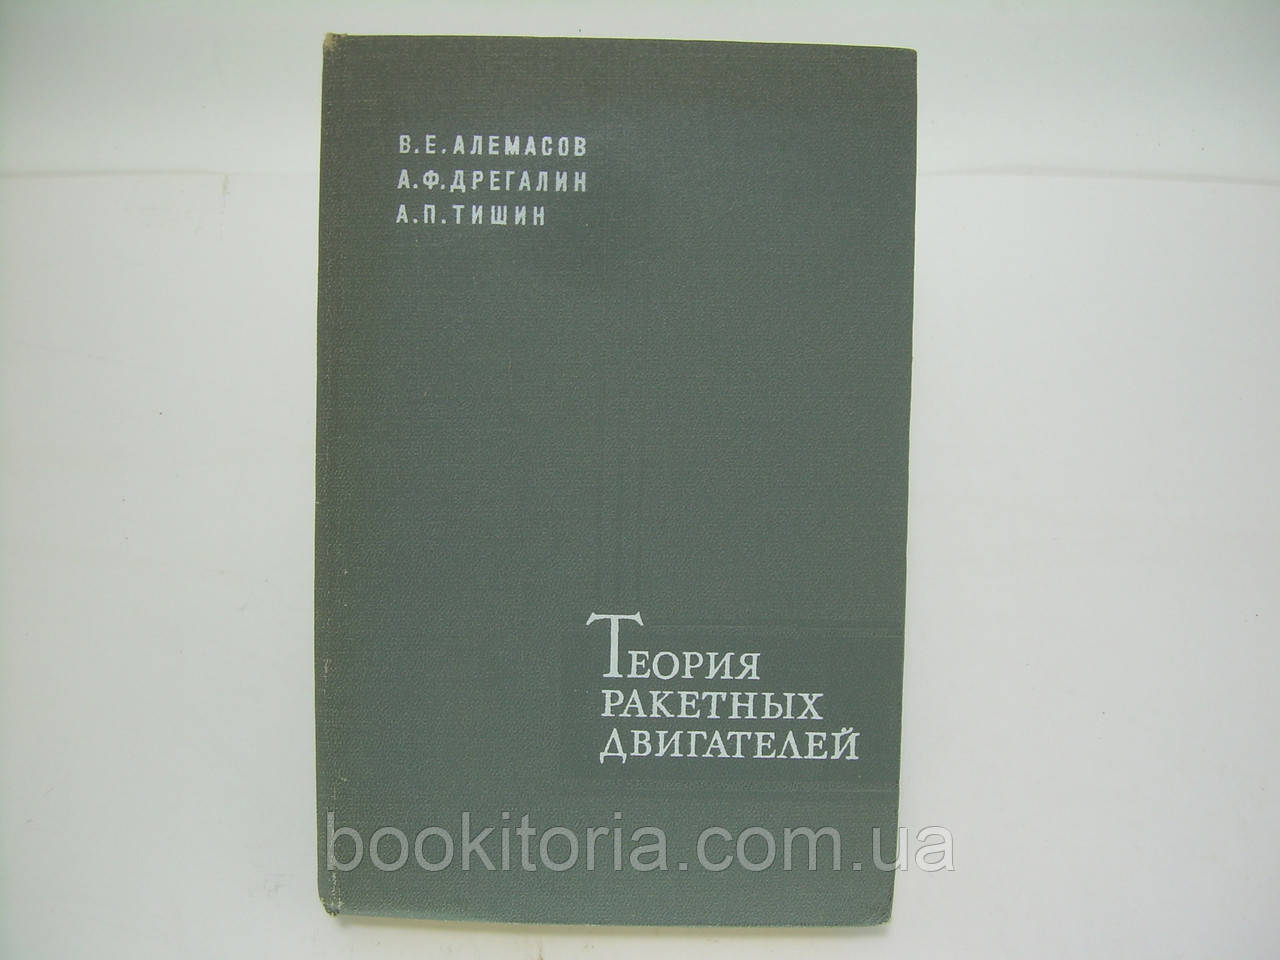 В.Е.АЛЕМАСОВ
А.Ф.ДРЕГАЛИН
А.П.ТИШИН
ТЕОРИЯ
РАКЕТНЫХ
ДВИГАТЕЛЕЙ
bookitoria.com.ua